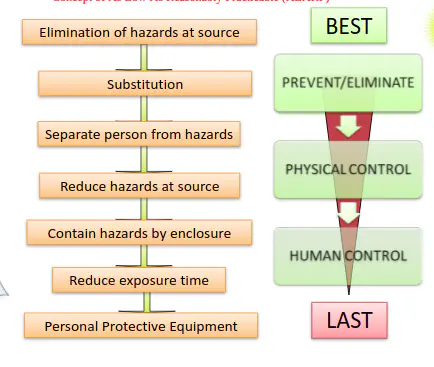 Elimination of hazards at source
Substitution
Separate person from hazards
Reduce hazards at source
Contain hazards by enclosure
Reduce exposure time
Personal Protective Equipment
BEST
PREVENT/ELIMINATE
PHYSICAL CONTROL
HUMAN CONTROL
LAST